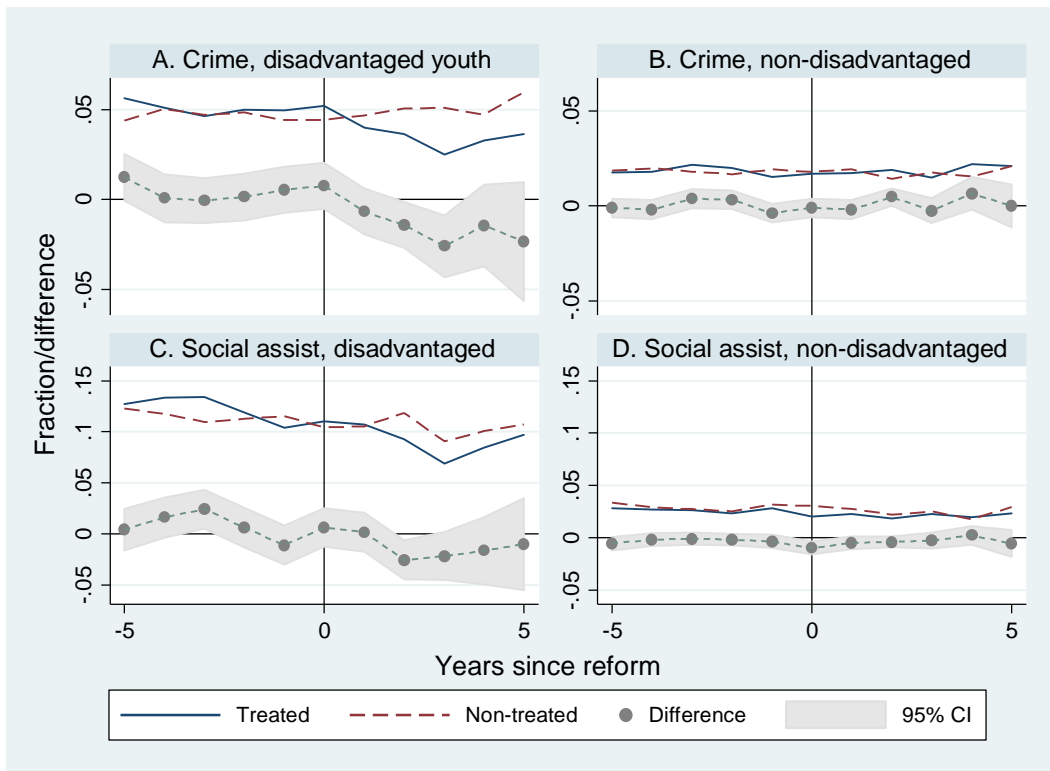 A. Crime, disadvantaged youth
B. Crime, non-disadvantaged
.05
0
-.05
.05
0
-.05
C. Social assist, disadvantaged
D. Social assist, non-disadvantaged
.15
.1
.05
0
-.05
.15
.1
.05
0
-.05
Fraction/difference
-5
0
5
-5
0
5
Years since reform
Treated
Non-treated
Difference
95% CI